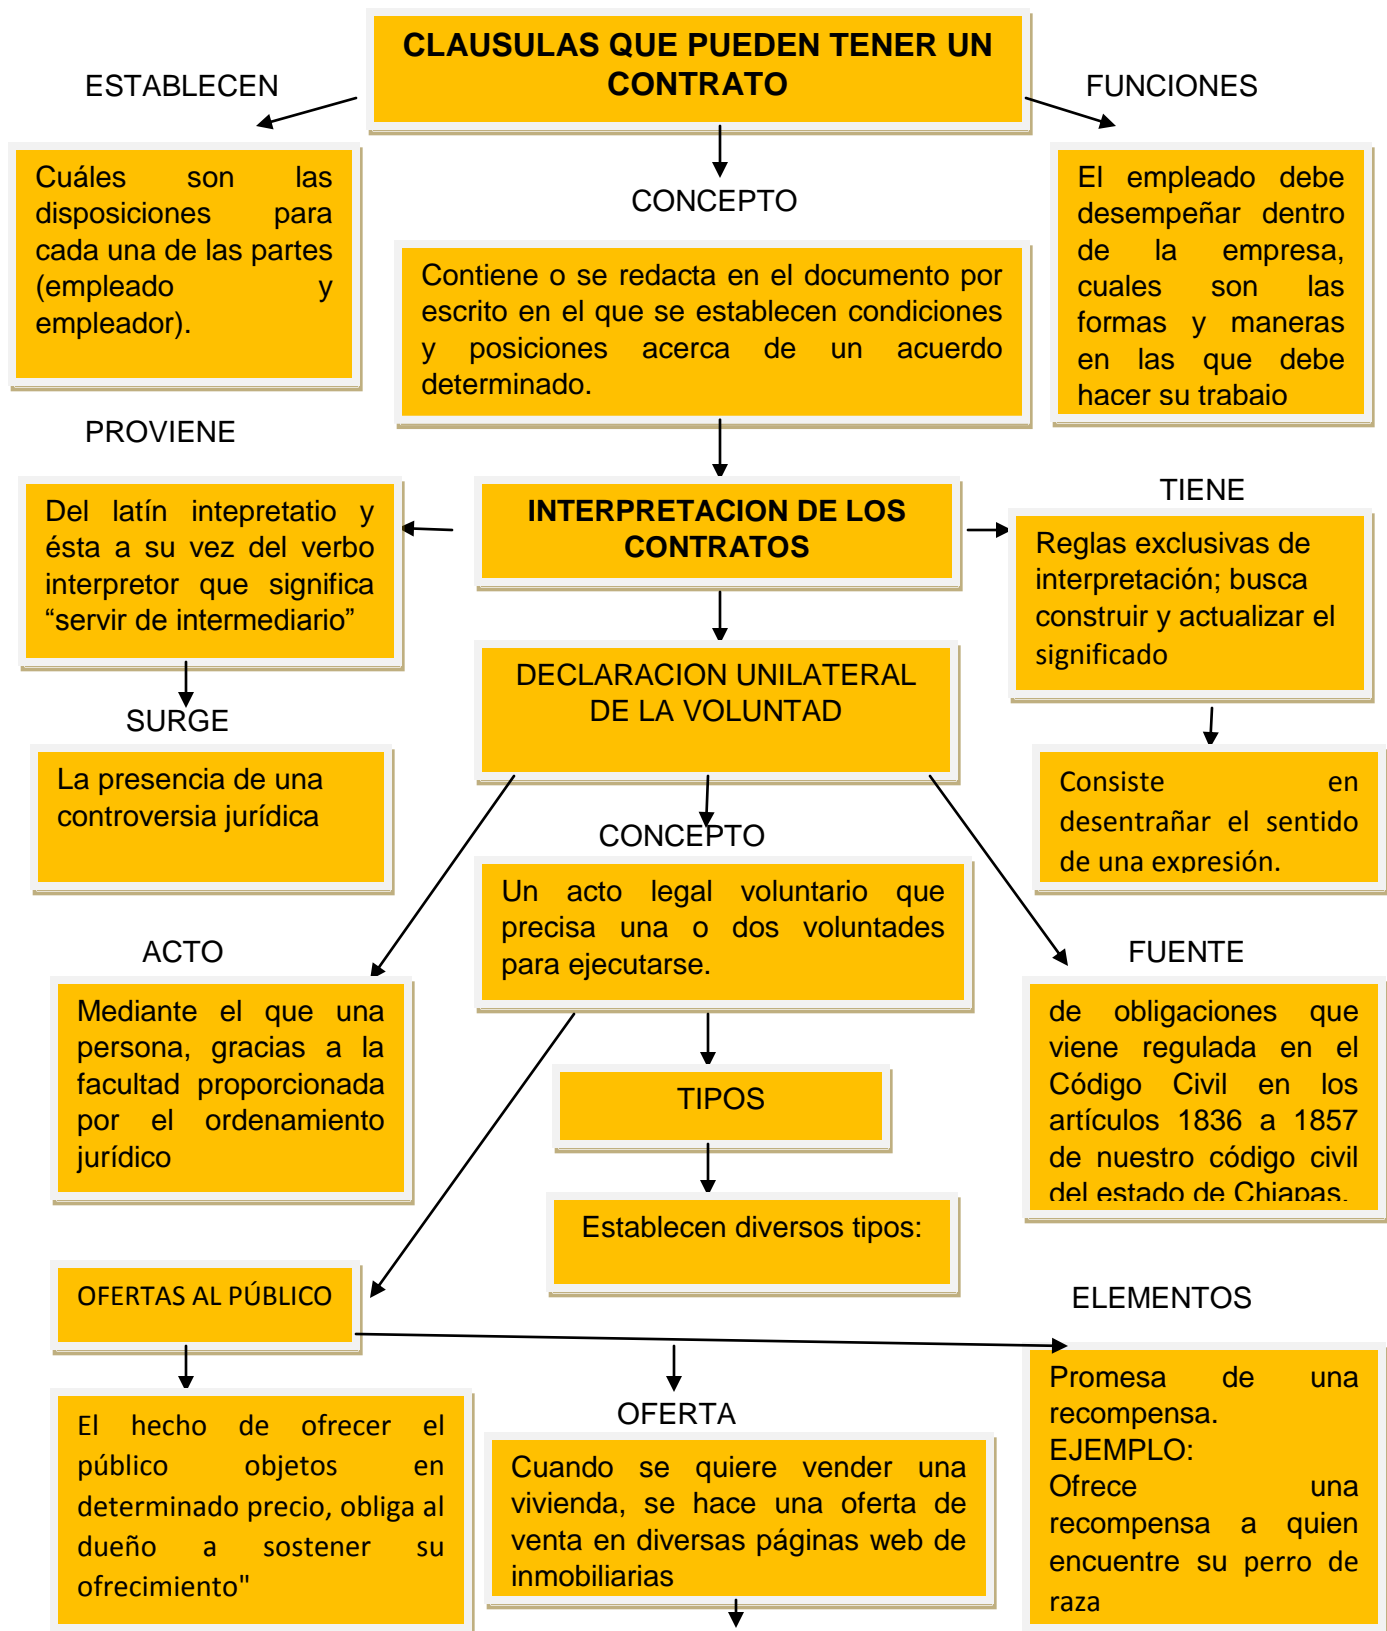 CLAUSULAS QUE PUEDEN TENER UN
CONTRATO
ESTABLECEN
FUNCIONES
Cuáles son las
disposiciones para
cada una de las partes
(empleado y
empleador).
CONCEPTO
Contiene o se redacta en el documento por
escrito en el que se establecen condiciones
y posiciones acerca de un acuerdo
determinado.
El empleado debe
desempeñar dentro
de la empresa,
cuales son las
formas y maneras
en las que debe
hacer su trabajo
PROVIENE
Del latín intepretatio y
ésta a su vez del verbo
interpretor que significa
“servir de intermediario”
INTERPRETACION DE LOS
CONTRATOS
TIENE
Reglas exclusivas de
interpretación; busca
construir y actualizar el
significado
SURGE
La presencia de una
controversia jurídica
DECLARACION UNILATERAL
DE LA VOLUNTAD
Consiste en
desentrañar el sentido
de una expresión.
CONCEPTO
Un acto legal voluntario que
precisa una o dos voluntades
para ejecutarse.
ACTO
Mediante el que una
persona, gracias a la
facultad proporcionada
por el ordenamiento
jurídico
FUENTE
de obligaciones que
viene regulada en el
Código Civil en los
artículos 1836 a 1857
de nuestro código civil
del estado de Chiapas.
TIPOS
Establecen diversos tipos:
OFERTAS AL PÚBLICO
ELEMENTOS
El hecho de ofrecer el
público objetos en
determinado precio, obliga al
dueño a sostener su
ofrecimiento"
OFERTA
Cuando se quiere vender una
vivienda, se hace una oferta de
venta en diversas páginas web de
inmobiliarias
Promesa de una
recompensa.
EJEMPLO:
Ofrece una
recompensa a quien
encuentre su perro de
raza